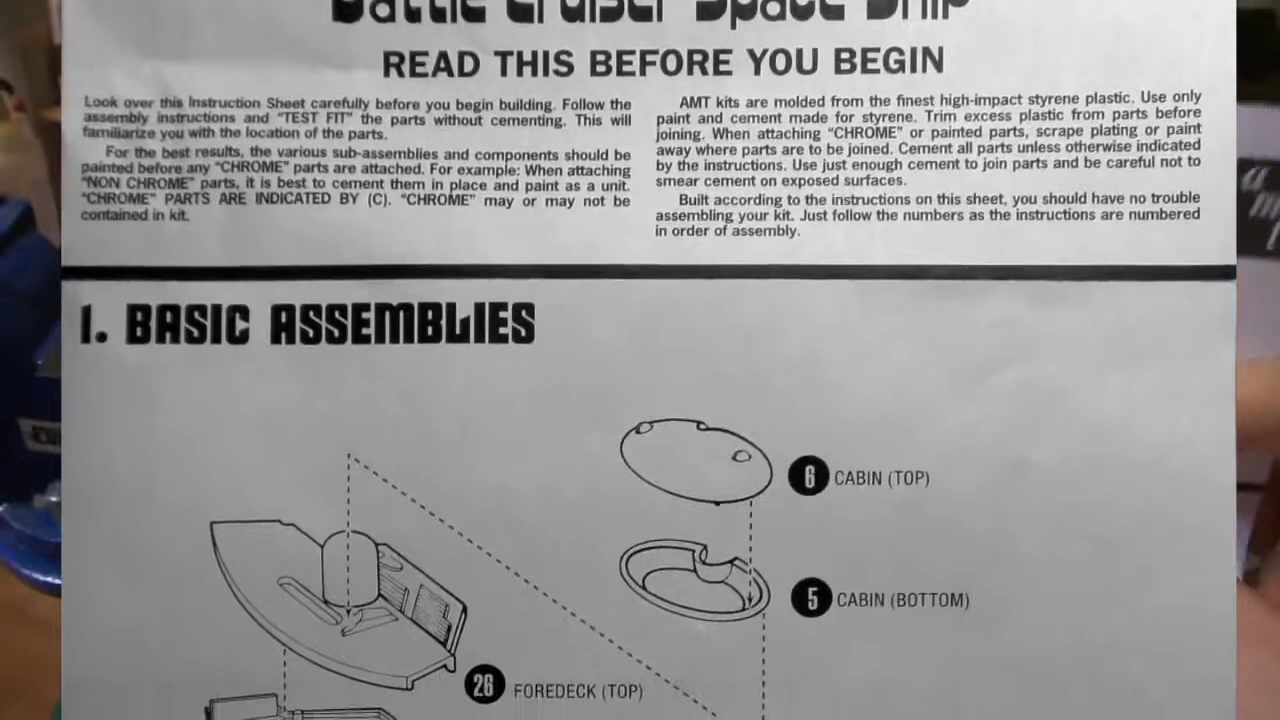 Battle Cruiser Space Ship
READ THIS BEFORE YOU BEGIN
Look over this Instruction Sheet carefully before you begin building. Follow the
assembly instructions and "TEST FIT" the parts without cementing. This will
familiarize you with the location of the parts.
For the best results, the various sub-assemblies and components should be
painted before any "CHROME" parts are attached. For example: When attaching
"NON CHROME" parts, it is best to cement them in place and paint as a unit.
"CHROME" PARTS ARE INDICATED BY (C). "CHROME" may or may not be
contained in kit.
AMT kits are molded from the finest high-impact styrene plastic. Use only
paint and cement made for styrene. Trim excess plastic from parts before
joining. When attaching "CHROME" or painted parts, scrape plating or paint
away where parts are to be joined. Cement all parts unless otherwise indicated
by the instructions. Use just enough cement to join parts and be careful not to
smear cement on exposed surfaces.
Built according to the instructions on this sheet, you should have no trouble
assembling your kit. Just follow the numbers as the instructions are numbered
in order of assembly.
1. BASIC ASSEMBLIES
6 CABIN (TOP)
5 CABIN (BOTTOM)
26 FOREDECK (TOP)